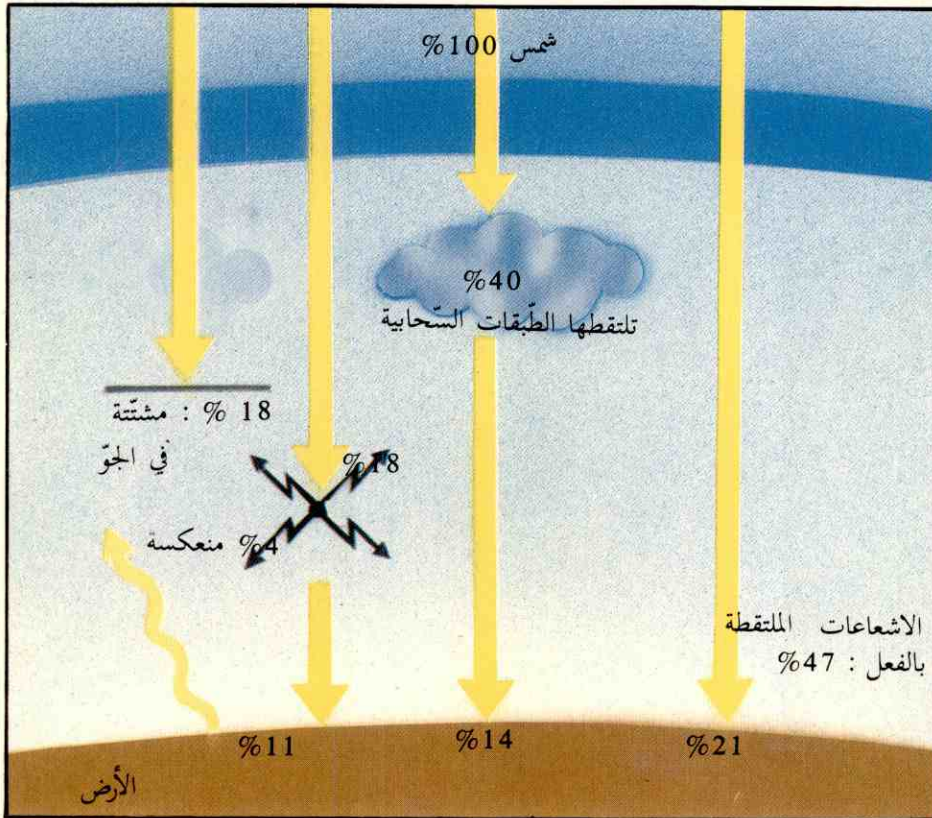 شمس 100%
40%
تلتقطها الطّبقات السّحابية
18 % : مشتّتة
في الجوّ
18%
4% منعكسة
الاشعاعات الملتقطة
بالفعل : 47%
11%
14%
21%
الأرض